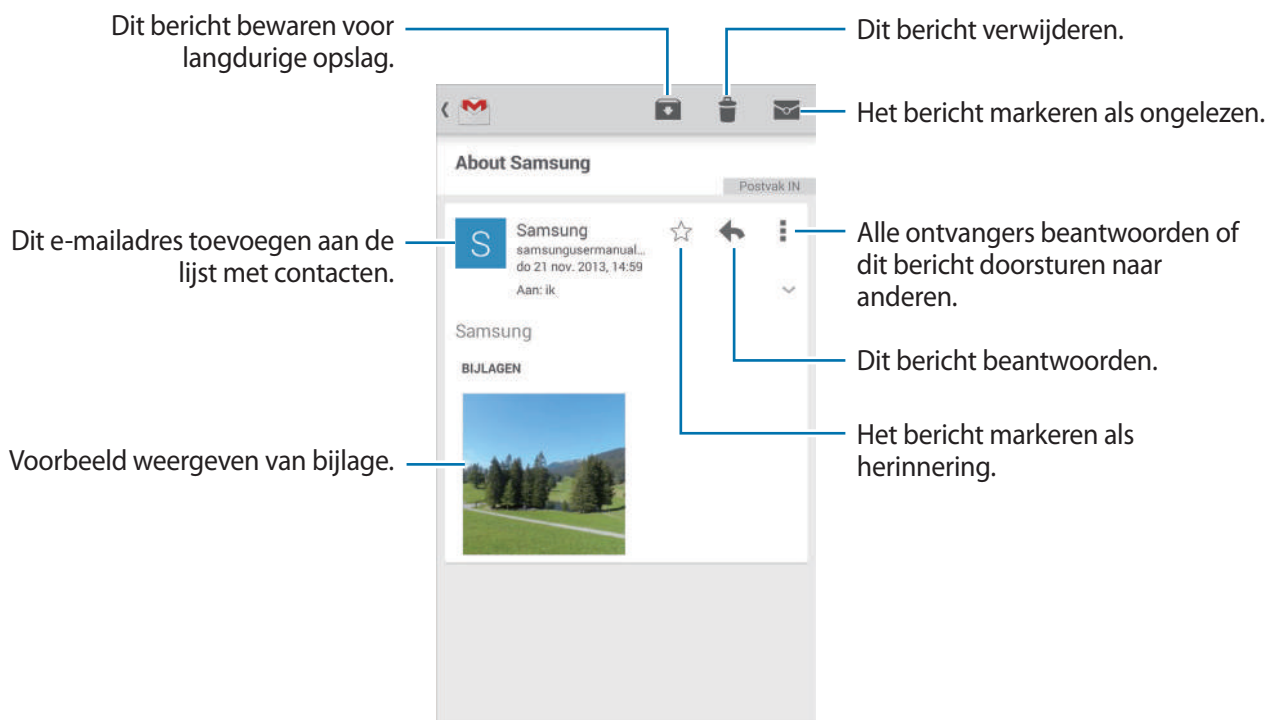 Dit bericht bewaren voor
langdurige opslag.
Dit bericht verwijderen.
Het bericht markeren als ongelezen.
About Samsung
Postvak IN
Dit e-mailadres toevoegen aan de
lijst met contacten.
S
Samsung
samsungusermanual...
do 21 nov. 2013, 14:59
Aan: ik
Alle ontvangers beantwoorden of
dit bericht doorsturen naar
anderen.
Samsung
BIJLAGEN
Dit bericht beantwoorden.
Het bericht markeren als
herinnering.
Voorbeeld weergeven van bijlage.